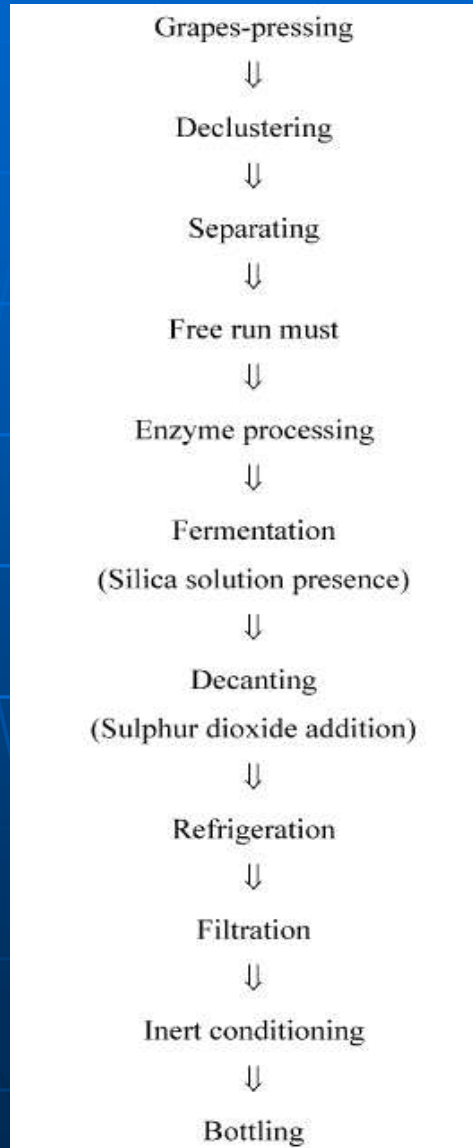 Grapes-pressing
⇓
Declustering
⇓
Separating
⇓
Free run must
⇓
Enzyme processing
⇓
Fermentation
(Silica solution presence)
⇓
Decanting
(Sulphur dioxide addition)
⇓
Refrigeration
⇓
Filtration
⇓
Inert conditioning
⇓
Bottling